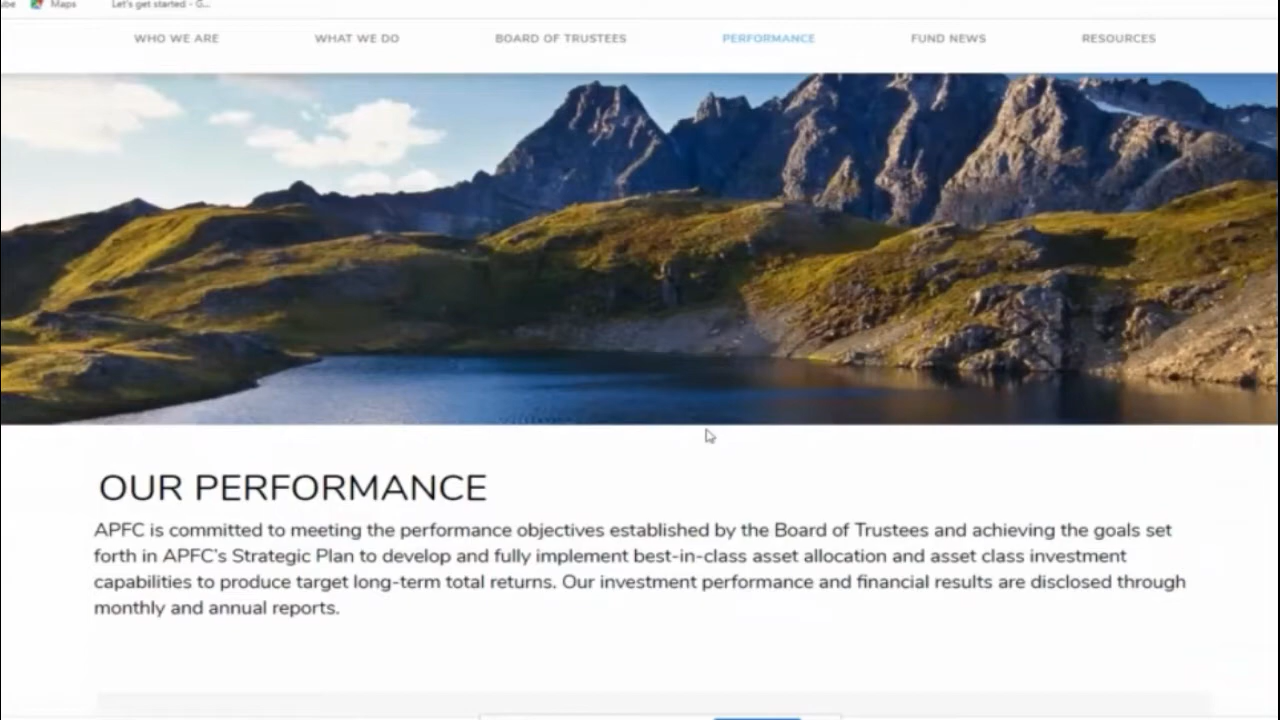 Maps Let's get started - G...
WHO WE ARE WHAT WE DO BOARD OF TRUSTEES PERFORMANCE FUND NEWS RESOURCES
OUR PERFORMANCE
APFC is committed to meeting the performance objectives established by the Board of Trustees and achieving the goals set
forth in APFC's Strategic Plan to develop and fully implement best-in-class asset allocation and asset class investment
capabilities to produce target long-term total returns. Our investment performance and financial results are disclosed through
monthly and annual reports.